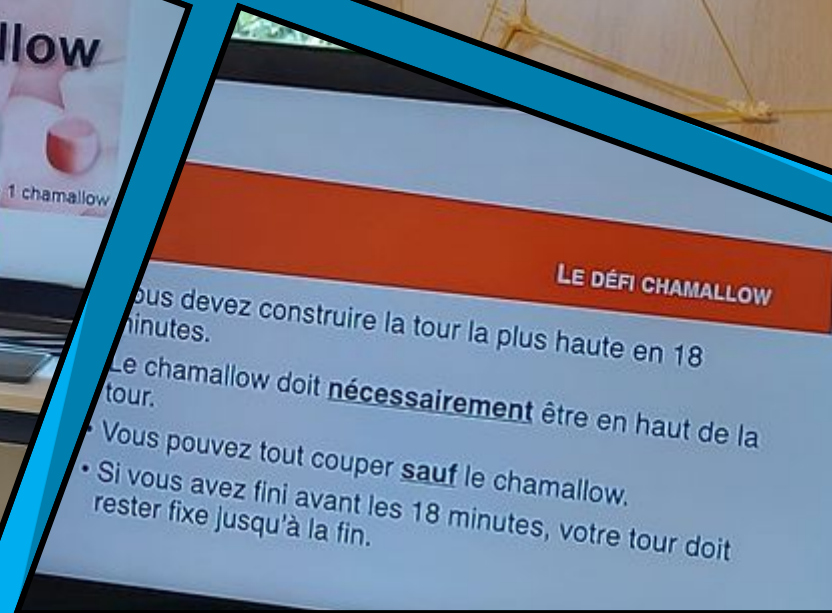 llow
1 chamallow
LE DÉFI CHAMALLOW
ous devez construire la tour la plus haute en 18
minutes.
Le chamallow doit nécessairement être en haut de la
tour.
• Vous pouvez tout couper sauf le chamallow.
• Si vous avez fini avant les 18 minutes, votre tour doit
rester fixe jusqu'à la fin.